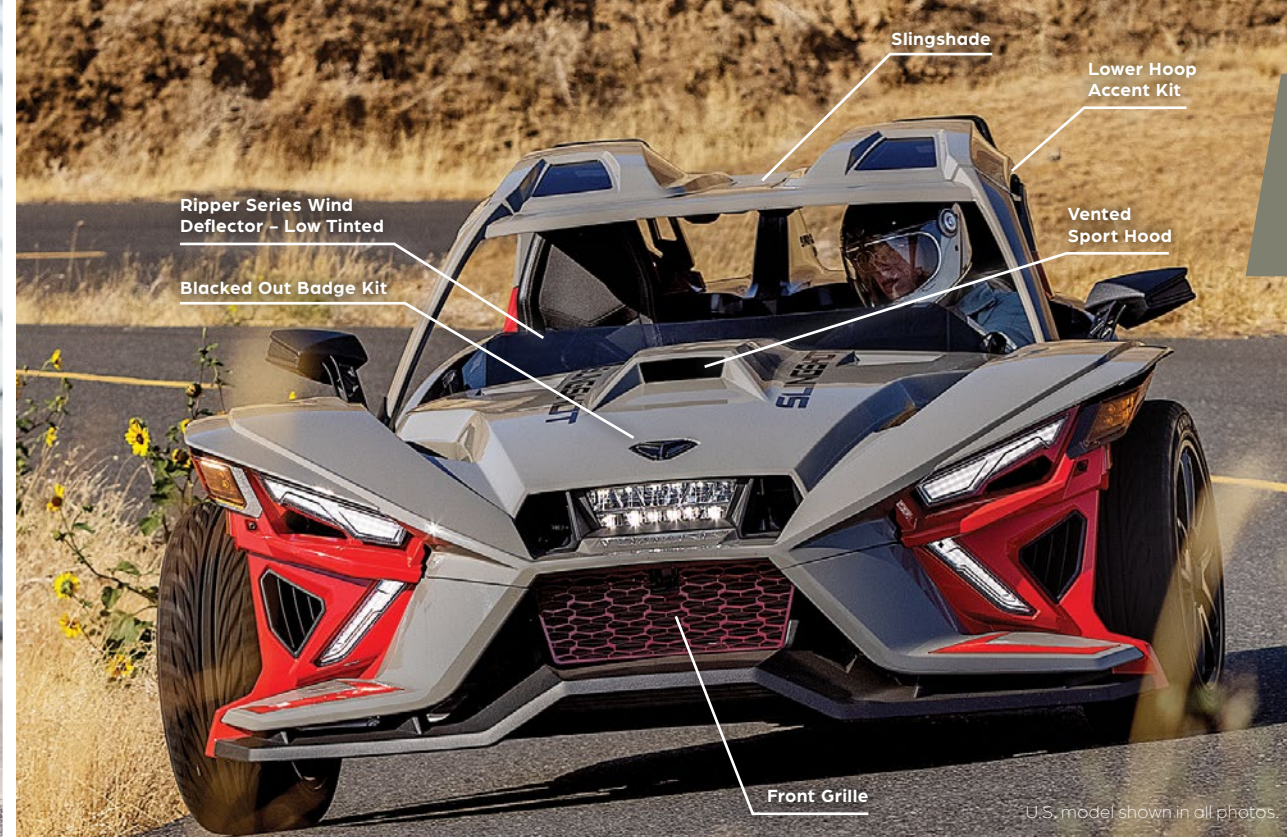 Slingshade
Lower Hoop
Accent Kit
Ripper Series Wind
Deflector – Low Tinted
Vented
Sport Hood
Blacked Out Badge Kit
SLINGSHOT
Front Grille
U.S. model shown in all photos.